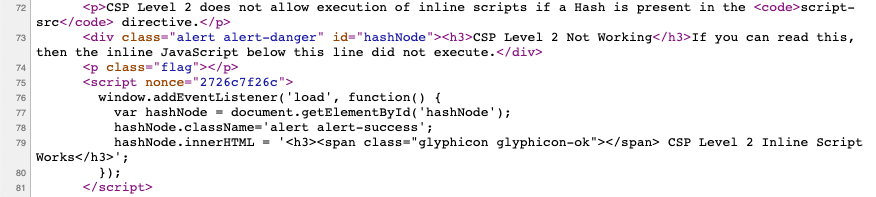 72 <p>CSP Level 2 does not allow execution of inline scripts if a Hash is present in the <code>script-
src</code> directive.</p>
73 <div class="alert alert-danger" id="hashNode"><h3>CSP Level 2 Not Working</h3>If you can read this,
then the inline JavaScript below this line did not execute.</div>
74 <p class="flag"></p>
75 <script nonce="2726c7f26c">
76 window.addEventListener('load', function() {
77 var hashNode = document.getElementById('hashNode');
78 hashNode.className='alert alert-success';
79 hashNode.innerHTML = '<h3><span class="glyphicon glyphicon-ok"></span> CSP Level 2 Inline Script
Works</h3>';
80 });
81 </script>